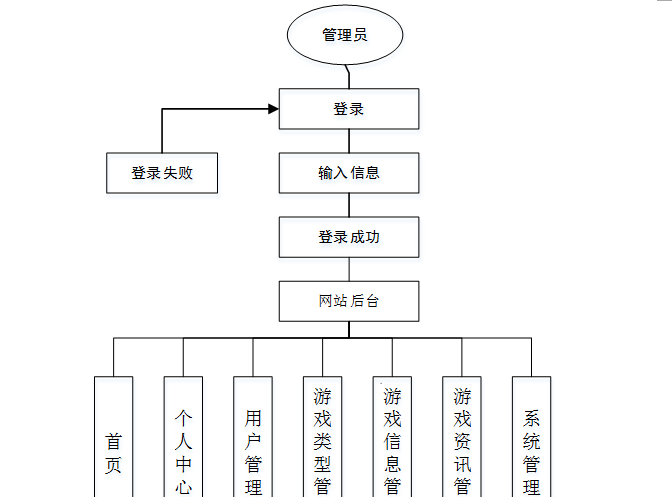 管理员
登录
登录失败
输入信息
登录成功
网站后台
首页
个人中心
用户管理
游戏类型管
游戏信息管
游戏资讯管
系统管理